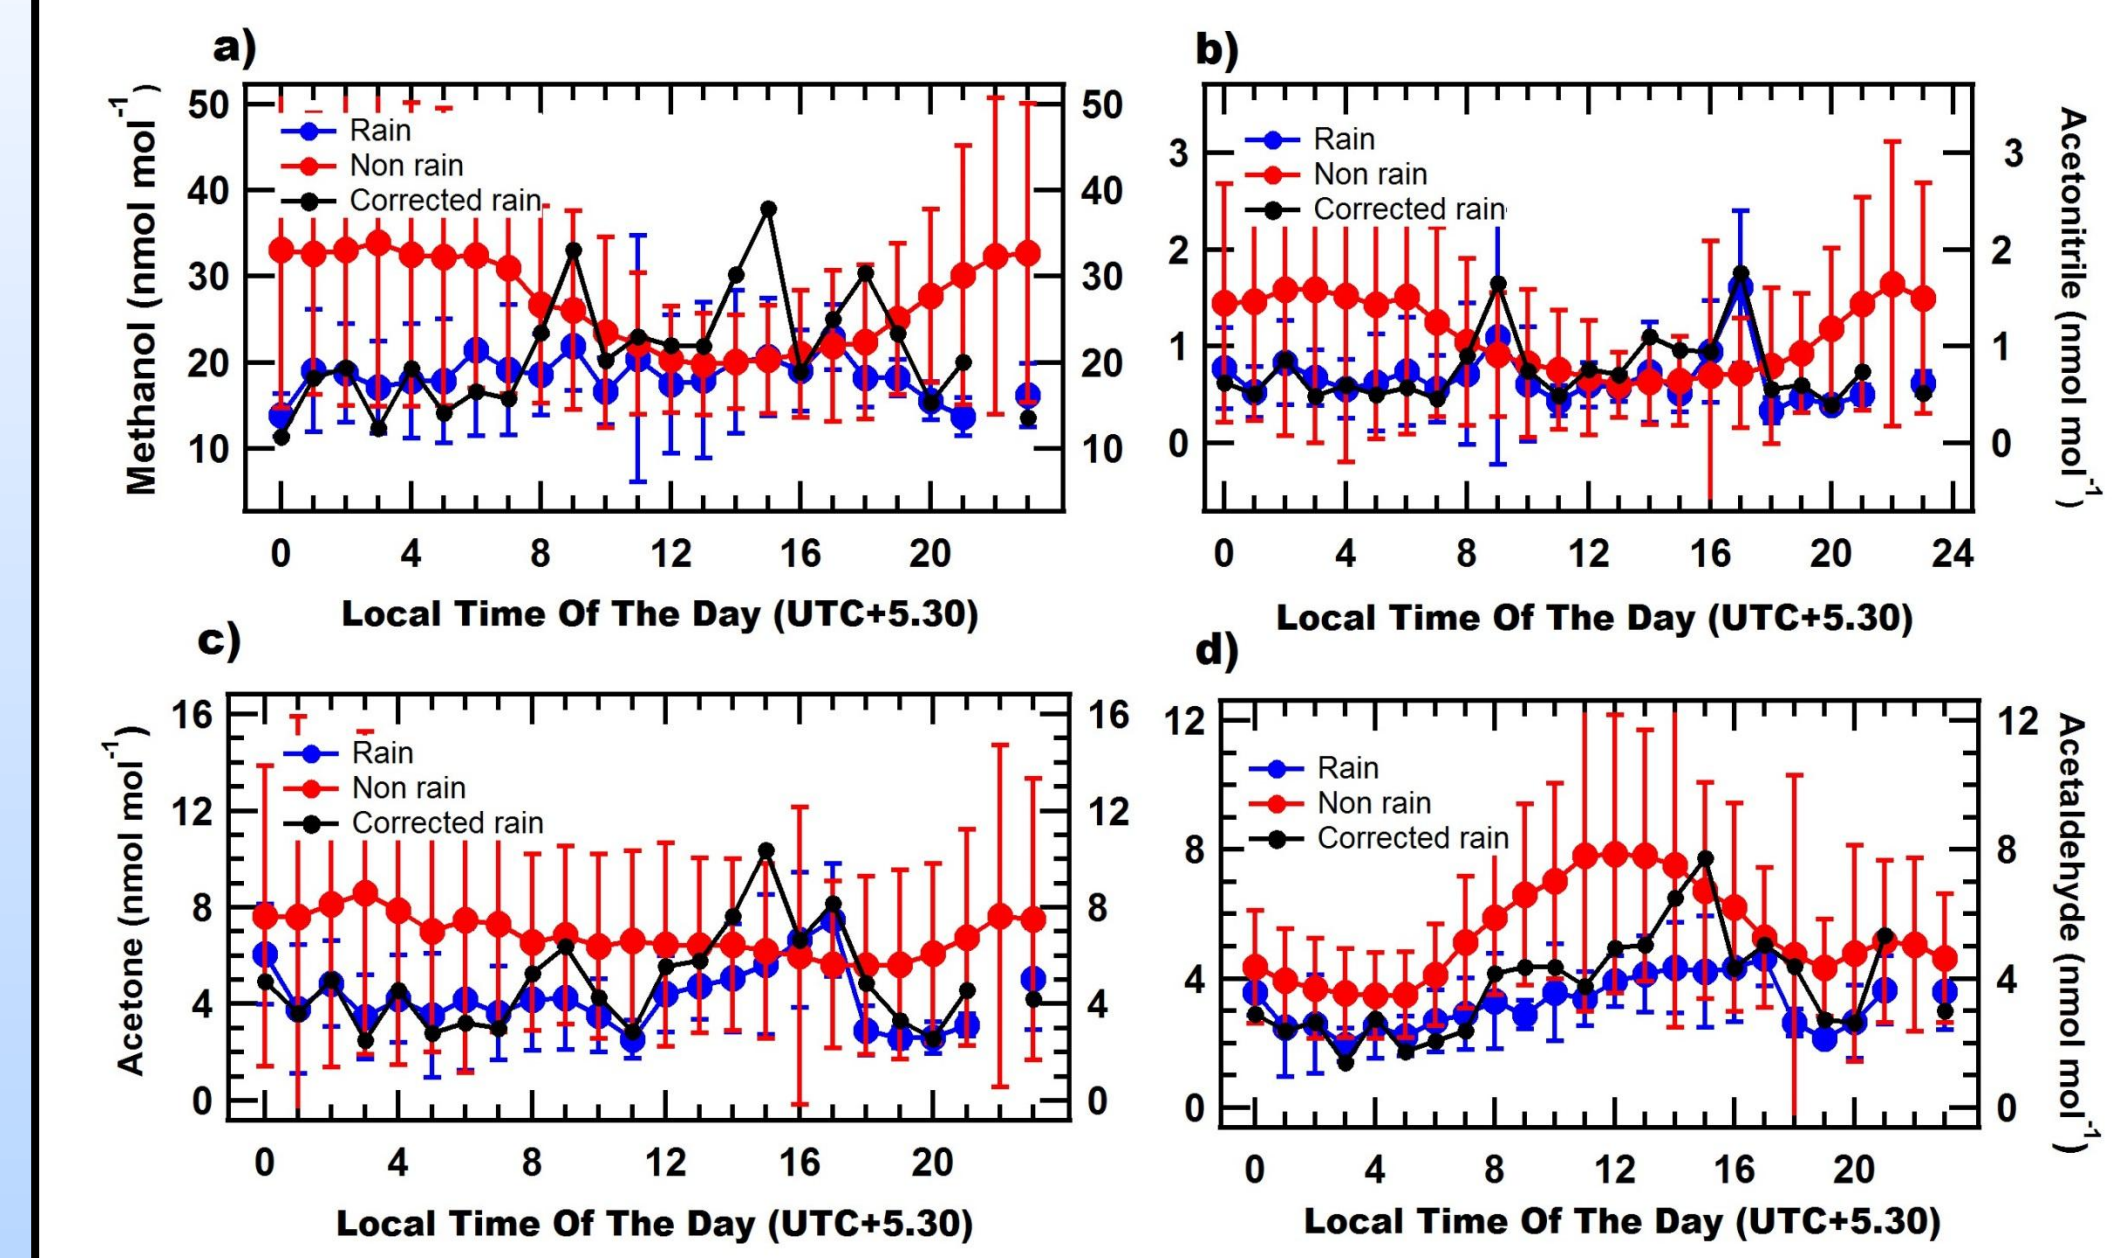 a)
Methanol (nmol mol-1)
50
40
30
20
10
Rain
Non rain
Corrected rain
50
40
30
20
10
0 4 8 12 16 20
Local Time Of The Day (UTC+5.30)
b)
3
2
1
0
Rain
Non rain
Corrected rain
3
2
1
0
Acetonitrile (nmol mol-1)
0 4 8 12 16 20 24
Local Time Of The Day (UTC+5.30)
c)
Acetone (nmol mol-1)
16
12
8
4
0
Rain
Non rain
Corrected rain
16
12
8
4
0
0 4 8 12 16 20
Local Time Of The Day (UTC+5.30)
d)
12
8
4
0
Rain
Non rain
Corrected rain
12
8
4
0
Acetaldehyde (nmol mol-1)
0 4 8 12 16 20
Local Time Of The Day (UTC+5.30)